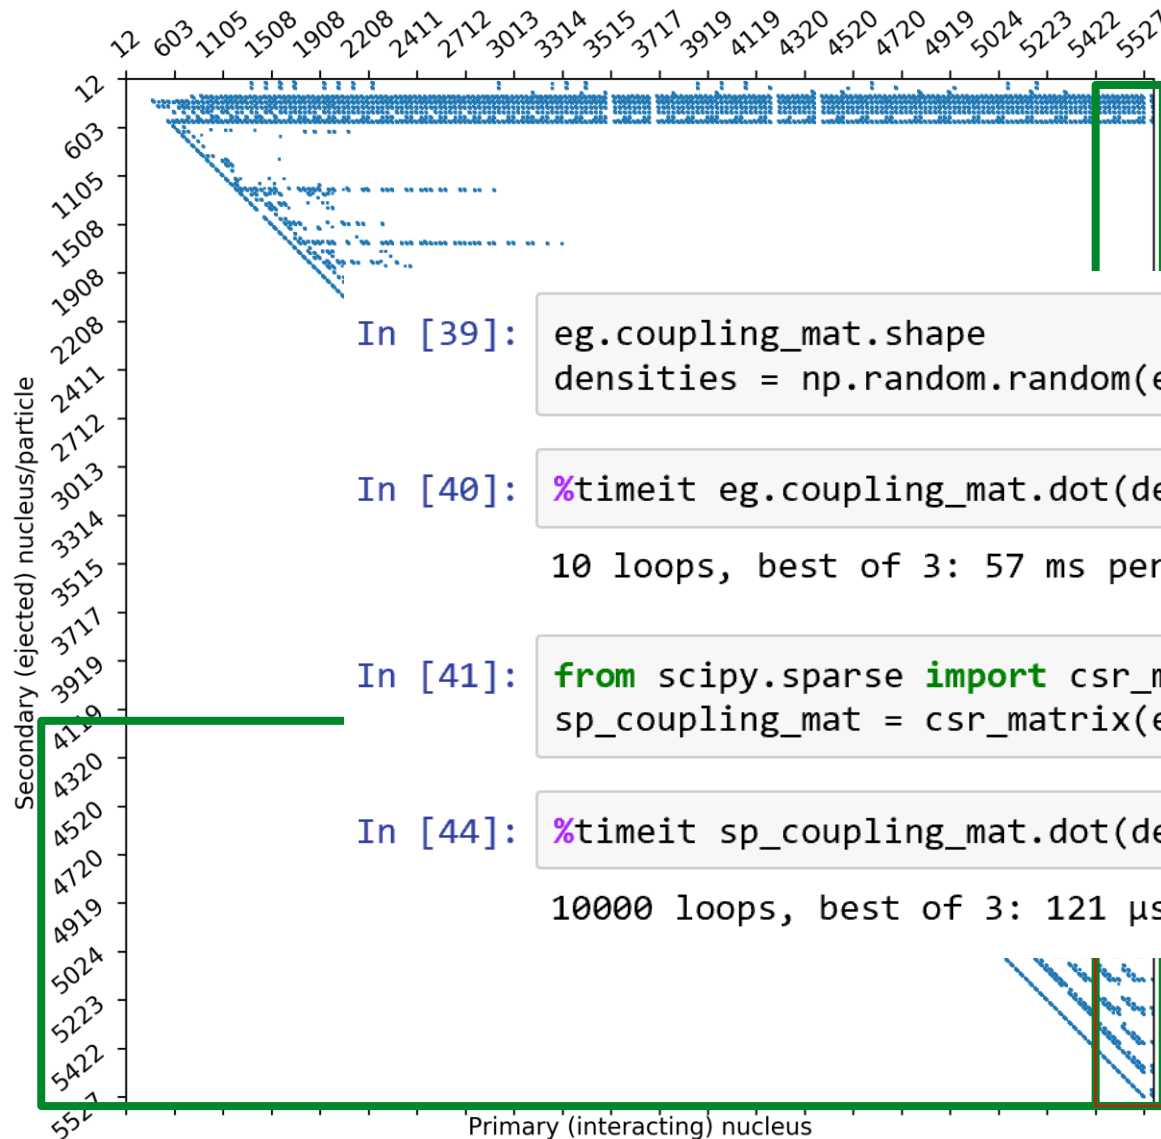 12 603 1105 1508 1908 2208 2411 2712 3013 3314 3515 3717 3919 4119 4320 4520 4720 4919 5024 5223 5422 5527
12
603
1105
1508
1908
2208
2411
2712
3013
3314
3515
3717
3919
4119
4320
4520
4720
4919
5024
5223
5422
5527
Secondary (ejected) nucleus/particle
In [39]: eg.coupling_mat.shape
densities = np.random.random(e
In [40]: %timeit eg.coupling_mat.dot(de
10 loops, best of 3: 57 ms per
In [41]: from scipy.sparse import csr_m
sp_coupling_mat = csr_matrix(e
In [44]: %timeit sp_coupling_mat.dot(de
10000 loops, best of 3: 121 µs
Primary (interacting) nucleus